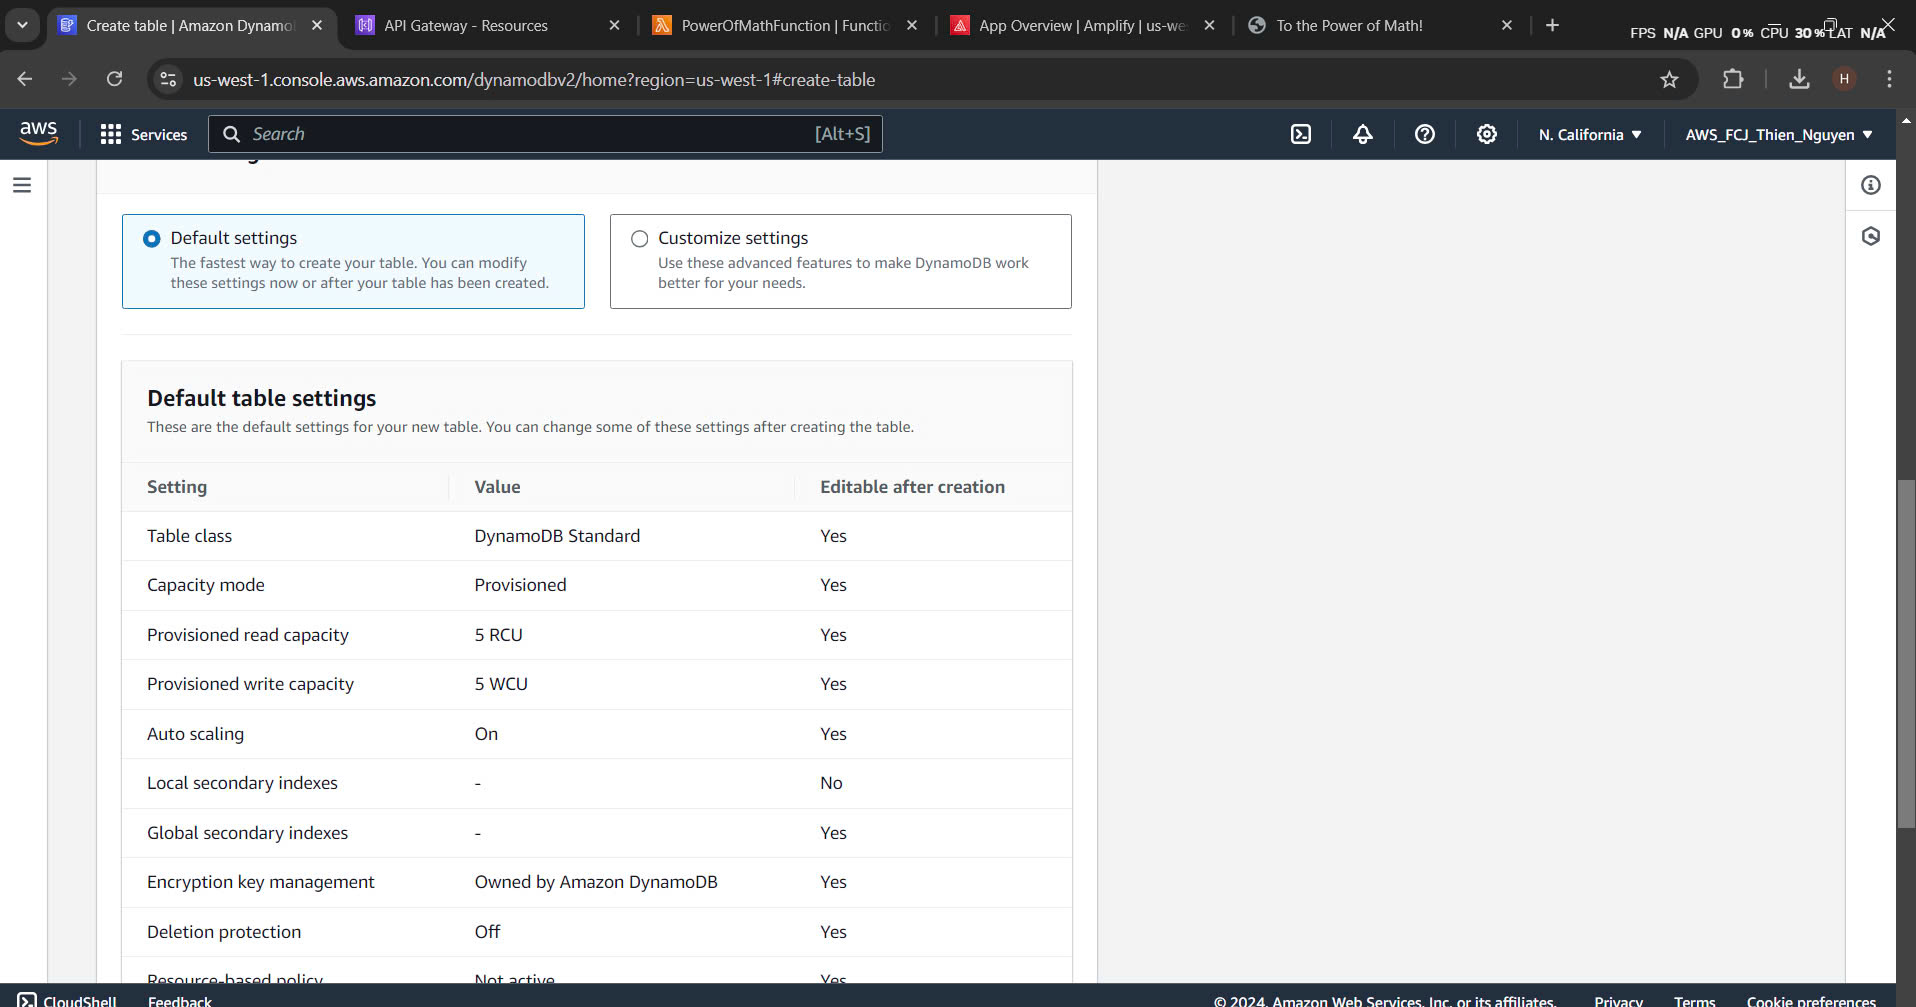 Create table | Amazon Dynamo
API Gateway - Resources
PowerOfMathFunction | Functio
App Overview | Amplify | us-we
To the Power of Math!
FPS N/A GPU 0% CPU 30% LAT N/A
us-west-1.console.aws.amazon.com/dynamodbv2/home?region=us-west-1#create-table
H
aws
Services
Search
[Alt+S]
N. California
AWS_FCJ_Thien_Nguyen
Default settings
The fastest way to create your table. You can modify
these settings now or after your table has been created.
Customize settings
Use these advanced features to make DynamoDB work
better for your needs.
Default table settings
These are the default settings for your new table. You can change some of these settings after creating the table.
Setting Value Editable after creation
Table class DynamoDB Standard Yes
Capacity mode Provisioned Yes
Provisioned read capacity 5 RCU Yes
Provisioned write capacity 5 WCU Yes
Auto scaling On Yes
Local secondary indexes - No
Global secondary indexes - Yes
Encryption key management Owned by Amazon DynamoDB Yes
Deletion protection Off Yes
Resource-based policy Not active Yes
CloudShell Feedback © 2024, Amazon Web Services, Inc. or its affiliates. Privacy Terms Cookie preferences